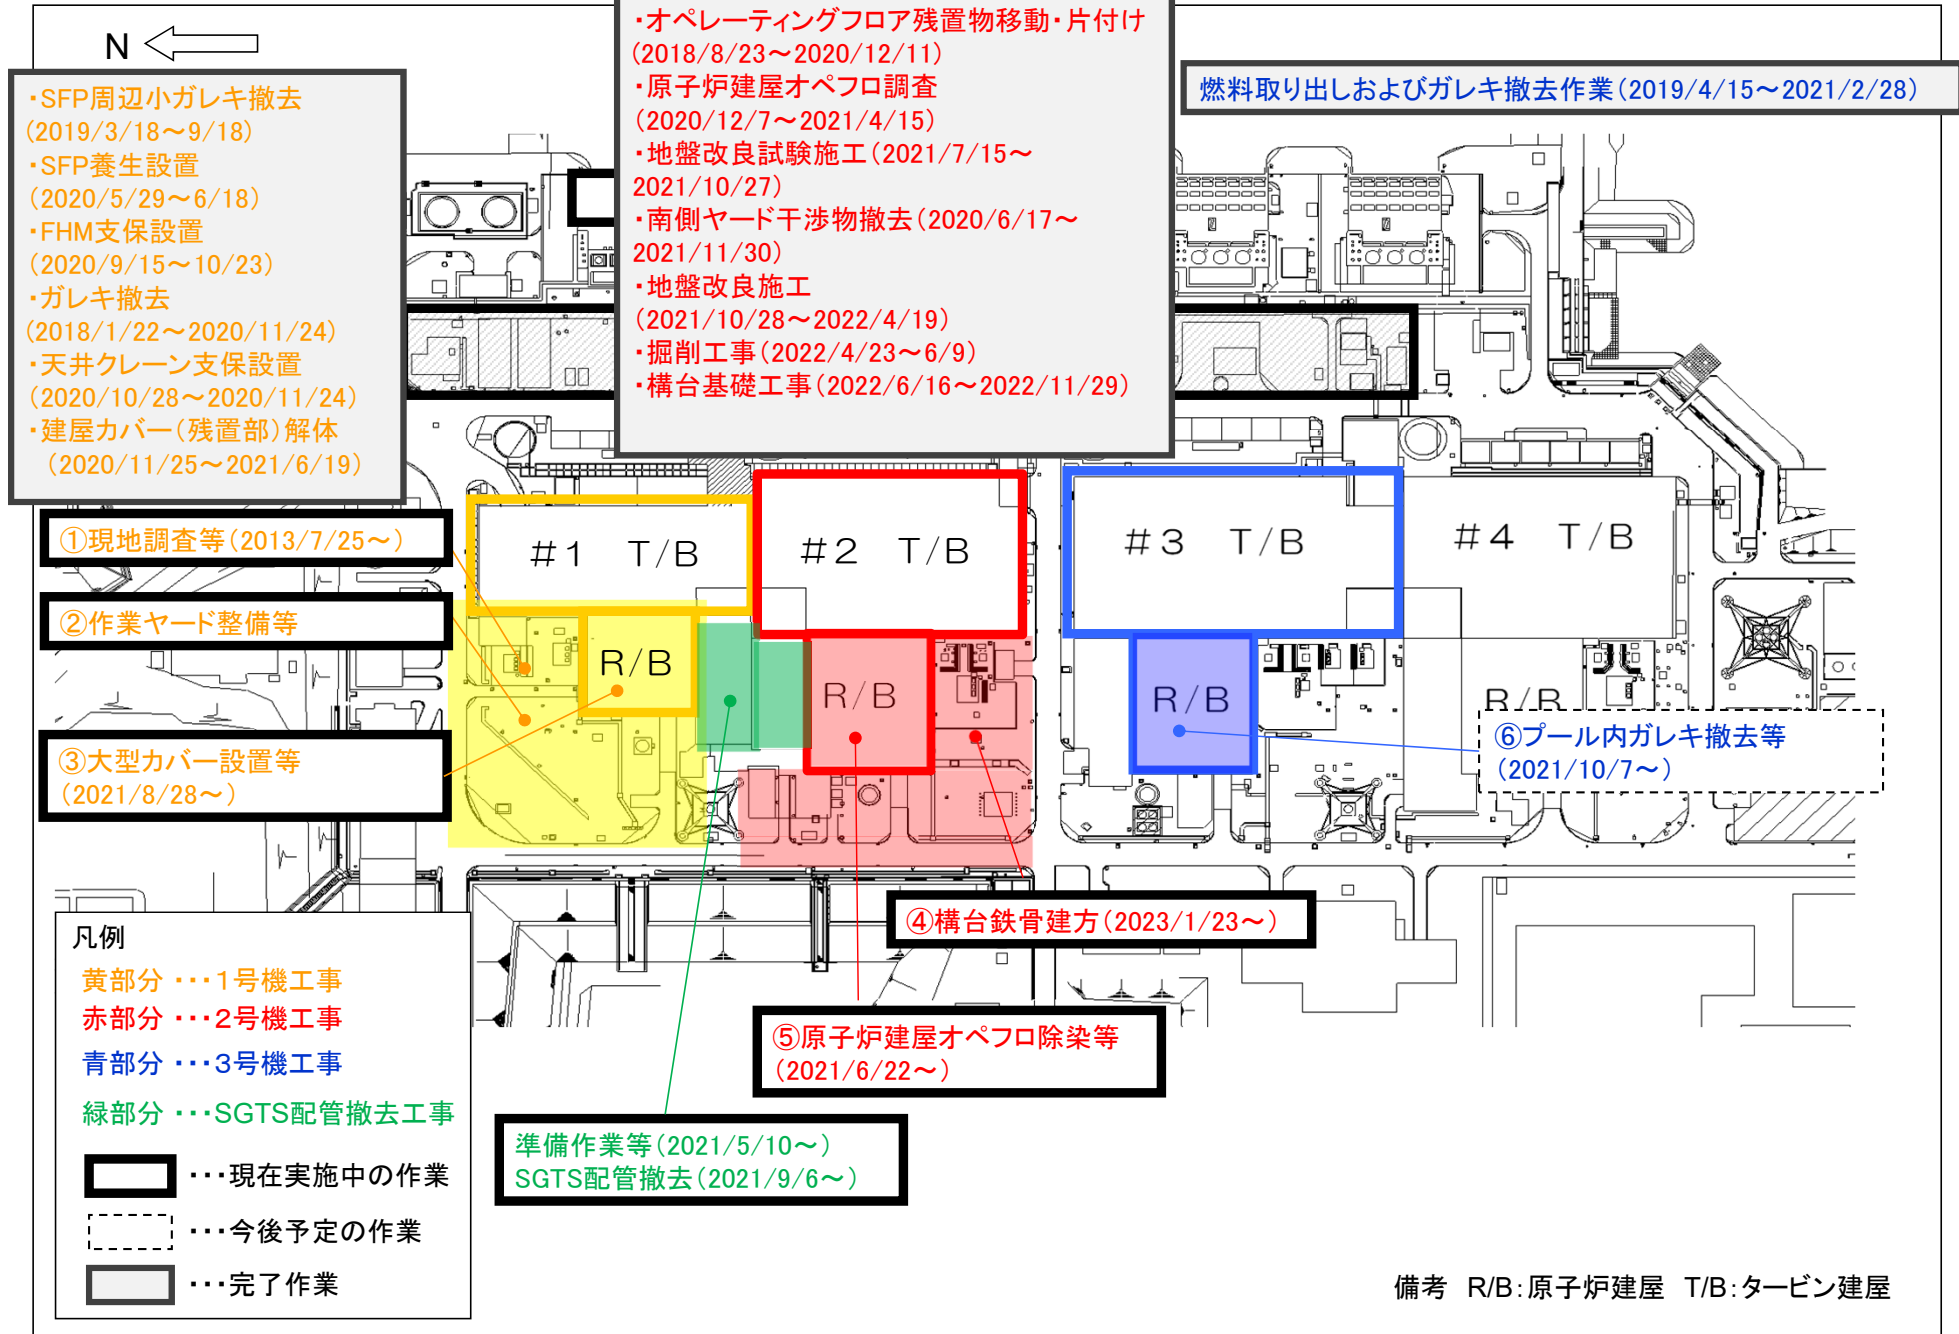 N
・SFP周辺小ガレキ撤去
(2019/3/18～9/18)
・SFP養生設置
(2020/5/29～6/18)
・FHM支保設置
(2020/9/15～10/23)
・ガレキ撤去
(2018/1/22～2020/11/24)
・天井クレーン支保設置
(2020/10/28～2020/11/24)
・建屋カバー(残置部)解体
(2020/11/25～2021/6/19)
・オペレーティングフロア残置物移動・片付け
(2018/8/23～2020/12/11)
・原子炉建屋オペフロ調査
(2020/12/7～2021/4/15)
・地盤改良試験施工(2021/7/15～
2021/10/27)
・南側ヤード干渉物撤去(2020/6/17～
2021/11/30)
・地盤改良施工
(2021/10/28～2022/4/19)
・掘削工事(2022/4/23～6/9)
・構台基礎工事(2022/6/16～2022/11/29)
燃料取り出しおよびガレキ撤去作業(2019/4/15～2021/2/28)
①現地調査等(2013/7/25～)
②作業ヤード整備等
③大型カバー設置等
(2021/8/28～)
#1 T/B
#2 T/B
#3 T/B
#4 T/B
R/B
R/B
R/B
R/B
⑥プール内ガレキ撤去等
(2021/10/7～)
④構台鉄骨建方(2023/1/23～)
⑤原子炉建屋オペフロ除染等
(2021/6/22～)
準備作業等(2021/5/10～)
SGTS配管撤去(2021/9/6～)
凡例
黄部分 ・・・1号機工事
赤部分 ・・・2号機工事
青部分 ・・・3号機工事
緑部分 ・・・SGTS配管撤去工事
・・・現在実施中の作業
・・・今後予定の作業
・・・完了作業
備考 R/B:原子炉建屋 T/B:タービン建屋